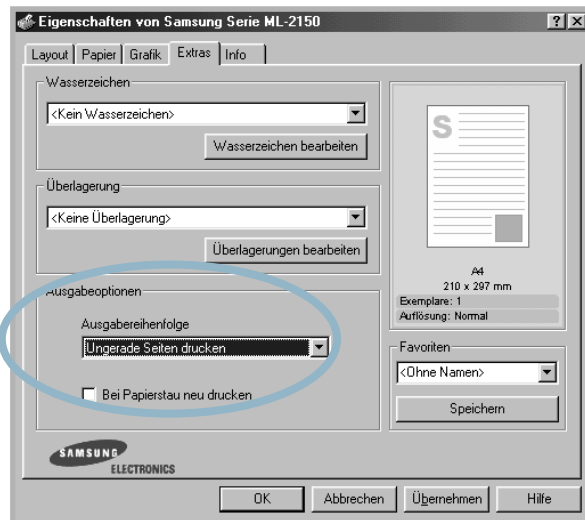 Eigenschaften von Samsung Serie ML-2150
Layout Papier Grafik Extras Info
Wasserzeichen
<Kein Wasserzeichen>
Wasserzeichen bearbeiten
Überlagerung
<Keine Überlagerung>
Überlagerungen bearbeiten
Ausgabeoptionen
Ausgabereihenfolge
Ungerade Seiten drucken
Bei Papierstau neu drucken
S
A4
210 x 297 mm
Exemplare: 1
Auflösung: Normal
Favoriten
<Ohne Namen>
Speichern
SAMSUNG
ELECTRONICS
OK Abbrechen Übernehmen Hilfe